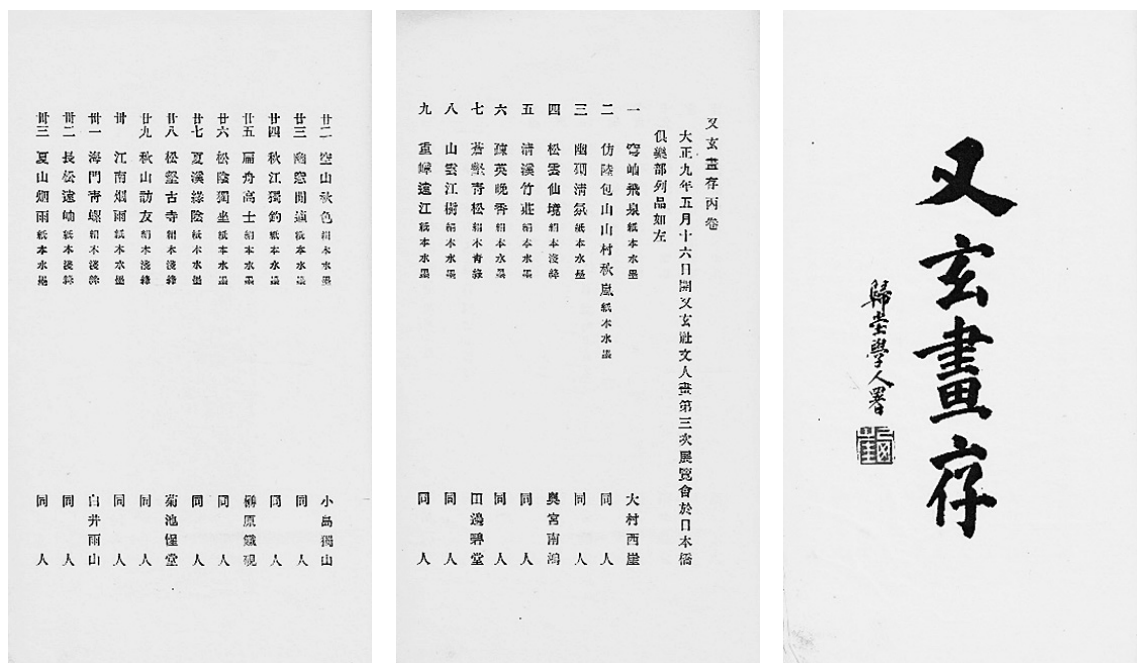 又玄畫存
歸堂學人署
又玄畫存丙卷
大正九年五月十六日開又玄社文人畫第三次展覽會於日本橋
俱樂部列品如左
一 穹岫飛泉 紙本水墨 大村西崖
二 仿陸包山山村秋嵐 紙本水墨 同人
三 幽清氛 紙本水墨 同人
四 松雲仙境 絹本淺絳 奧宮南鴻
五 清溪竹莊 絹本水墨 同人
六 疎英晚香 絹本水墨 同人
七 蒼壑青松 絹本青綠 田邊碧堂
八 山雲江樹 絹本水墨 同人
九 重嶂遠江 紙本水墨 同人
廿二 空山秋色 絹本水墨 小島獨山
廿三 幽窓聞蟲 紙本水墨 同人
廿四 秋江獨釣 紙本水墨 同人
廿五 扁舟高士 絹本水墨 柳原鐵硯
廿六 松陰獨坐 紙本水墨 同人
廿七 夏溪綠陰 紙本水墨 同人
廿八 松壑古寺 絹本淺絳 菊池惺堂
廿九 秋山訪友 絹本淺絳 同人
卅 江南烟雨 紙本水墨 同人
卅一 海門青螺 絹本淺絳 白井雨山
卅二 長松遠岫 紙本淺絳 同人
卅三 夏山烟雨 紙本水墨 同人